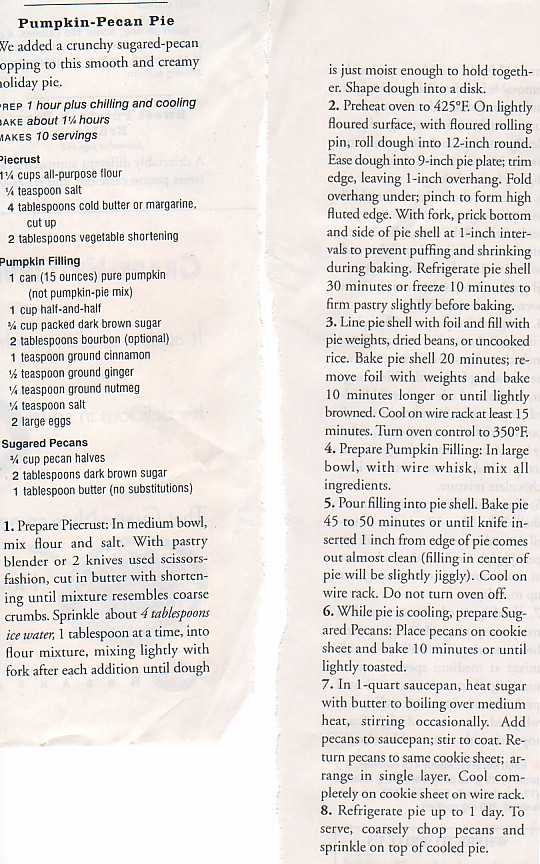 Pumpkin-Pecan Pie
We added a crunchy sugared-pecan
opping to this smooth and creamy
holiday pie.
PREP 1 hour plus chilling and cooling
BAKE about 1¼ hours
MAKES 10 servings
Piecrust
1¼ cups all-purpose flour
¼ teaspoon salt
4 tablespoons cold butter or margarine,
cut up
2 tablespoons vegetable shortening
Pumpkin Filling
1 can (15 ounces) pure pumpkin
(not pumpkin-pie mix)
1 cup half-and-half
¾ cup packed dark brown sugar
2 tablespoons bourbon (optional)
1 teaspoon ground cinnamon
½ teaspoon ground ginger
¼ teaspoon ground nutmeg
¼ teaspoon salt
2 large eggs
Sugared Pecans
¾ cup pecan halves
2 tablespoons dark brown sugar
1 tablespoon butter (no substitutions)
1. Prepare Piecrust: In medium bowl,
mix flour and salt. With pastry
blender or 2 knives used scissors-
fashion, cut in butter with shorten-
ing until mixture resembles coarse
crumbs. Sprinkle about 4 tablespoons
ice water, 1 tablespoon at a time, into
flour mixture, mixing lightly with
fork after each addition until dough
is just moist enough to hold togeth-
er. Shape dough into a disk.
2. Preheat oven to 425°F. On lightly
floured surface, with floured rolling
pin, roll dough into 12-inch round.
Ease dough into 9-inch pie plate; trim
edge, leaving 1-inch overhang. Fold
overhang under; pinch to form high
fluted edge. With fork, prick bottom
and side of pie shell at 1-inch inter-
vals to prevent puffing and shrinking
during baking. Refrigerate pie shell
30 minutes or freeze 10 minutes to
firm pastry slightly before baking.
3. Line pie shell with foil and fill with
pie weights, dried beans, or uncooked
rice. Bake pie shell 20 minutes; re-
move foil with weights and bake
10 minutes longer or until lightly
browned. Cool on wire rack at least 15
minutes. Turn oven control to 350°F.
4. Prepare Pumpkin Filling: In large
bowl, with wire whisk, mix all
ingredients.
5. Pour filling into pie shell. Bake pie
45 to 50 minutes or until knife in-
serted 1 inch from edge of pie comes
out almost clean (filling in center of
pie will be slightly jiggly). Cool on
wire rack. Do not turn oven off.
6. While pie is cooling, prepare Sug-
ared Pecans: Place pecans on cookie
sheet and bake 10 minutes or until
lightly toasted.
7. In 1-quart saucepan, heat sugar
with butter to boiling over medium
heat, stirring occasionally. Add
pecans to saucepan; stir to coat. Re-
turn pecans to same cookie sheet; ar-
range in single layer. Cool com-
pletely on cookie sheet on wire rack.
8. Refrigerate pie up to 1 day. To
serve, coarsely chop pecans and
sprinkle on top of cooled pie.